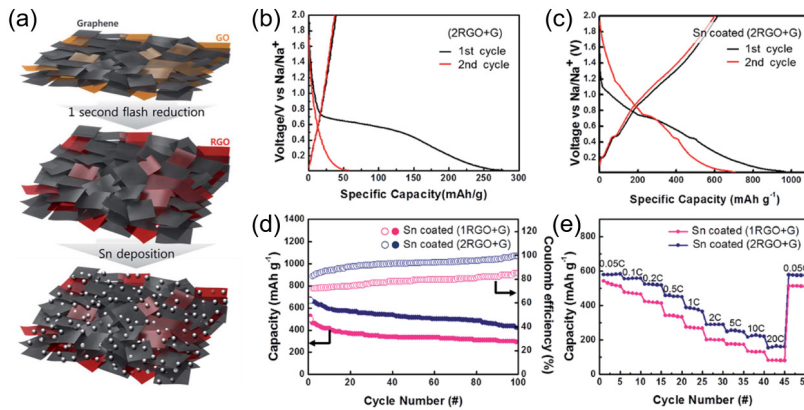 (a)
Graphene
GO
1 second flash reduction
RGO
Sn deposition
(b)
(2RGO+G)
1st cycle
2nd cycle
Voltage/V vs Na/Na+
2.0
1.8
1.6
1.4
1.2
1.0
0.8
0.6
0.4
0.2
0 50 100 150 200 250 300
Specific Capacity(mAh/g)
(c)
Sn coated (2RGO+G)
1st cycle
2nd cycle
Voltage vs Na/Na+ (V)
2.0
1.8
1.6
1.4
1.2
1.0
0.8
0.6
0.4
0.2
0 200 400 600 800 1000
Specific Capacity (mAh g-1)
(d)
Sn coated (1RGO+G)
Sn coated (2RGO+G)
Capacity (mAh g-1)
1400
1200
1000
800
600
400
200
0
0 20 40 60 80 100
Cycle Number (#)
120
100
80
60
40
20
0
Coulomb efficiency (%)
(e)
Sn coated (1RGO+G)
Sn coated (2RGO+G)
Capacity (mAh g-1)
1000
800
600
400
200
0
0.05C
0.1C
0.2C
0.5C
1C
2C
5C
10C
20C
0 5 10 15 20 25 30 35 40 45
Cycle Number (#)